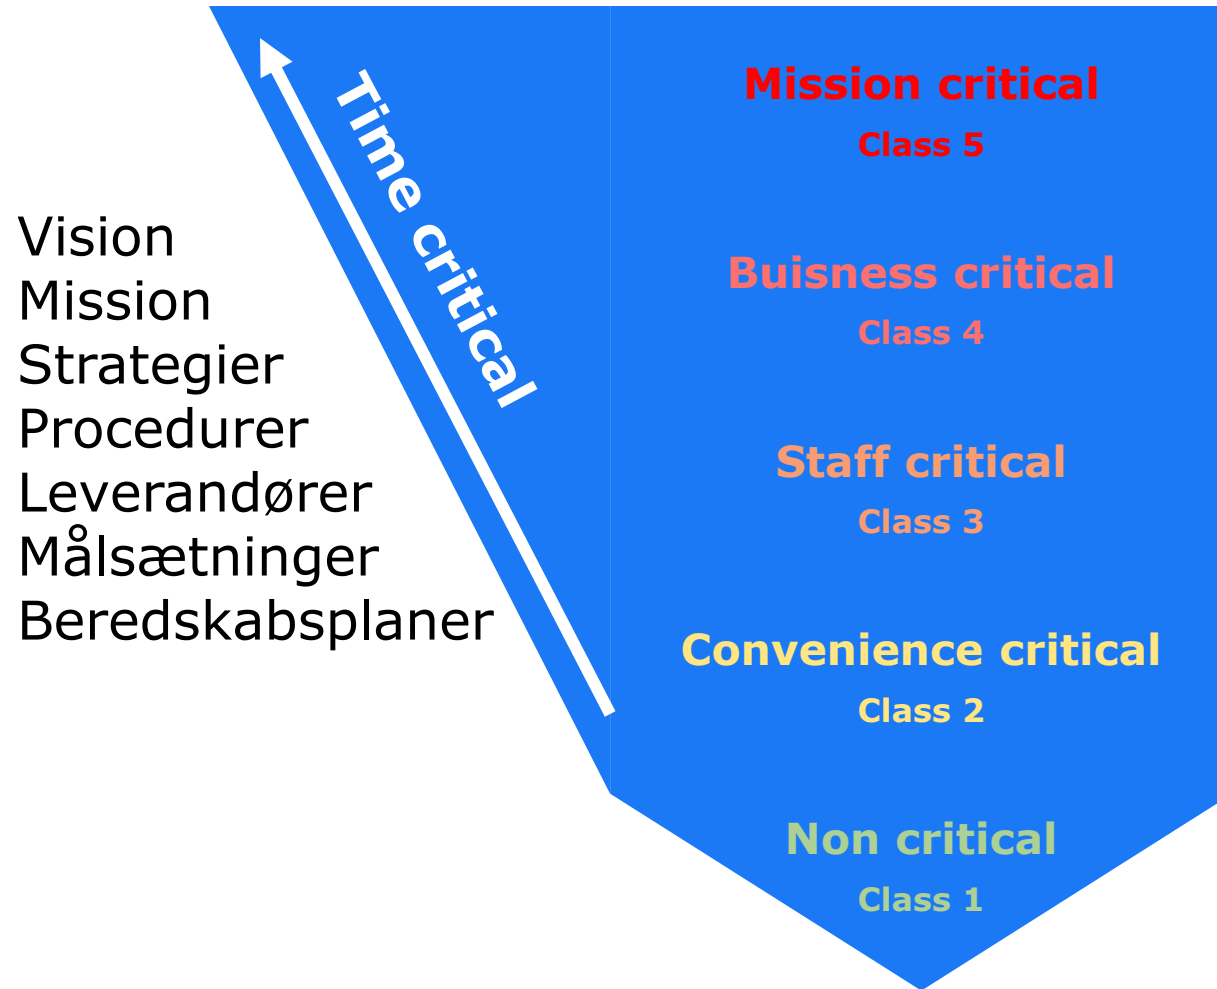 Vision
Mission
Strategier
Procedurer
Leverandører
Målsætninger
Beredskabsplaner
Time critical
Mission critical
Class 5
Buisness critical
Class 4
Staff critical
Class 3
Convenience critical
Class 2
Non critical
Class 1